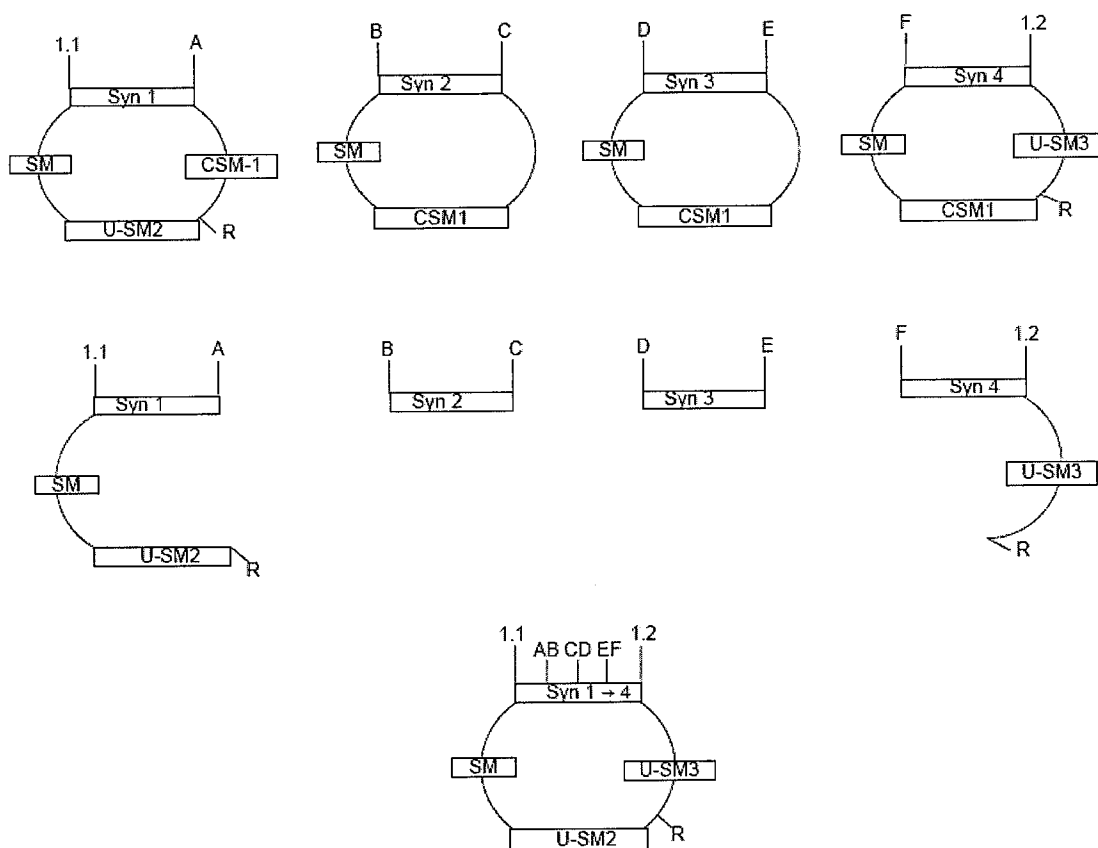 1.1 A B C D E F 1.2
Syn 1 Syn 2 Syn 3 Syn 4
SM CSM-1 SM SM SM U-SM3
U-SM2 R CSM1 CSM1 CSM1 R
1.1 A B C D E F 1.2
Syn 1 Syn 2 Syn 3 Syn 4
SM U-SM3
U-SM2 R R
1.1 AB CD EF 1.2
Syn 1 → 4
SM U-SM3
U-SM2 R